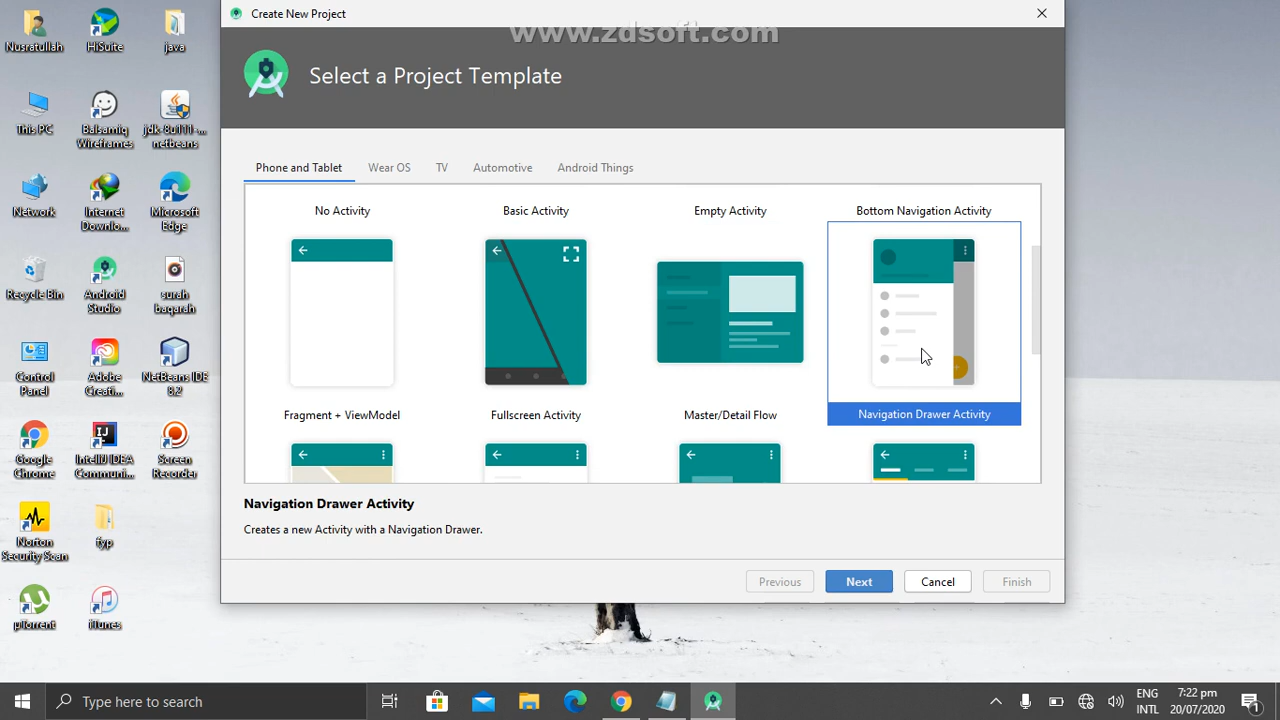 Create New Project
www.zdsoft.com
Select a Project Template
Phone and Tablet
Wear OS
TV
Automotive
Android Things
No Activity
Basic Activity
Empty Activity
Bottom Navigation Activity
Fragment + ViewModel
Fullscreen Activity
Master/Detail Flow
Navigation Drawer Activity
Navigation Drawer Activity
Creates a new Activity with a Navigation Drawer.
Previous
Next
Cancel
Finish
Nusratullah
HiSuite
java
This PC
Balsamiq
Wireframes
jdk-8u111-...
netbeans
Network
Internet
Downlo...
Microsoft
Edge
Recycle Bin
Android
Studio
surah
baqarah
Control
Panel
Adobe
Creati...
NetBeans IDE
8.2
Google
Chrome
IntelliJ IDEA
Communi...
Screen
Recorder
Norton
Security Scan
fyp
µTorrent
iTunes
Type here to search
ENG
INTL
7:22 pm
20/07/2020
1